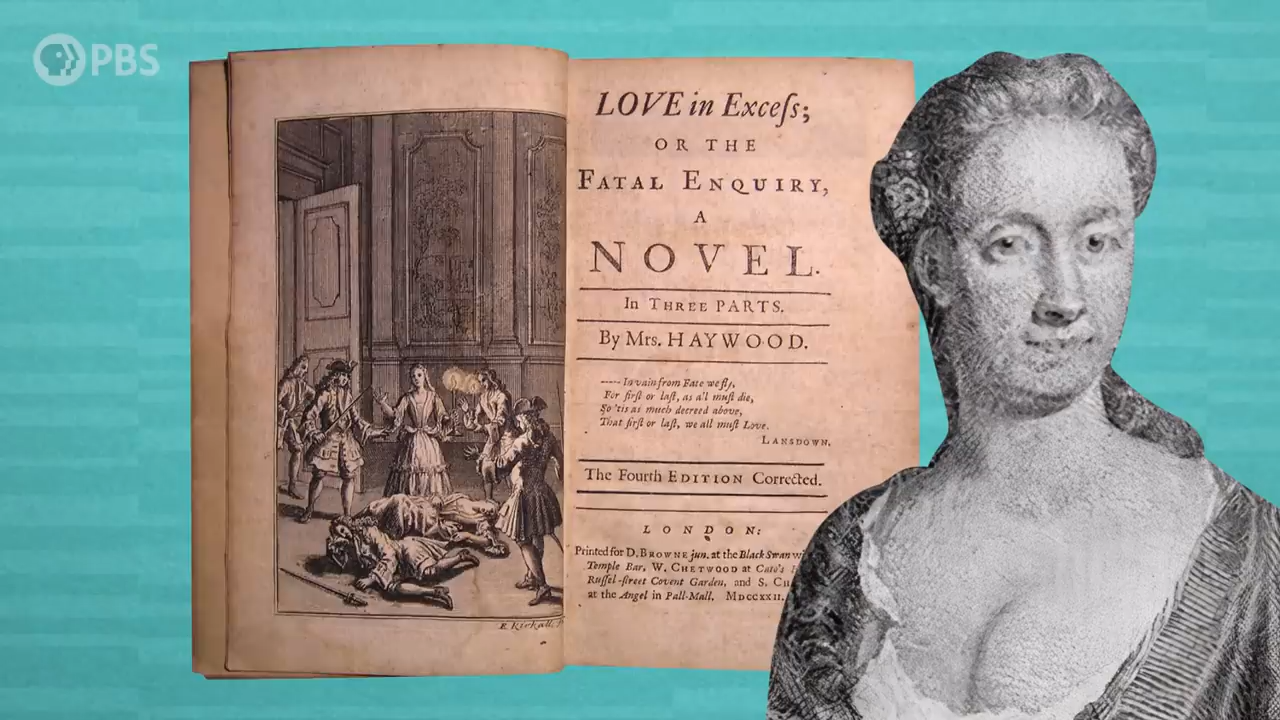 PBS
LOVE in Exceſs;
OR THE
FATAL ENQUIRY,
A
NOVEL.
In THREE PARTS.
By Mrs. HAYWOOD.
---- In vain from Fate we fly,
For firſt or laſt, as all muſt die,
So 'tis as much decreed above,
That firſt or laſt, we all muſt Love.
LANSDOWN.
The Fourth EDITION Corrected.
LONDON:
Printed for D. BROWNE jun. at the Black Swan
Temple Bar, W. CHETWOOD at Cato's
Ruſſel-ſtreet Covent Garden, and S.
at the Angel in Pall-Mall. MDCCXXII.
E. Kirkall